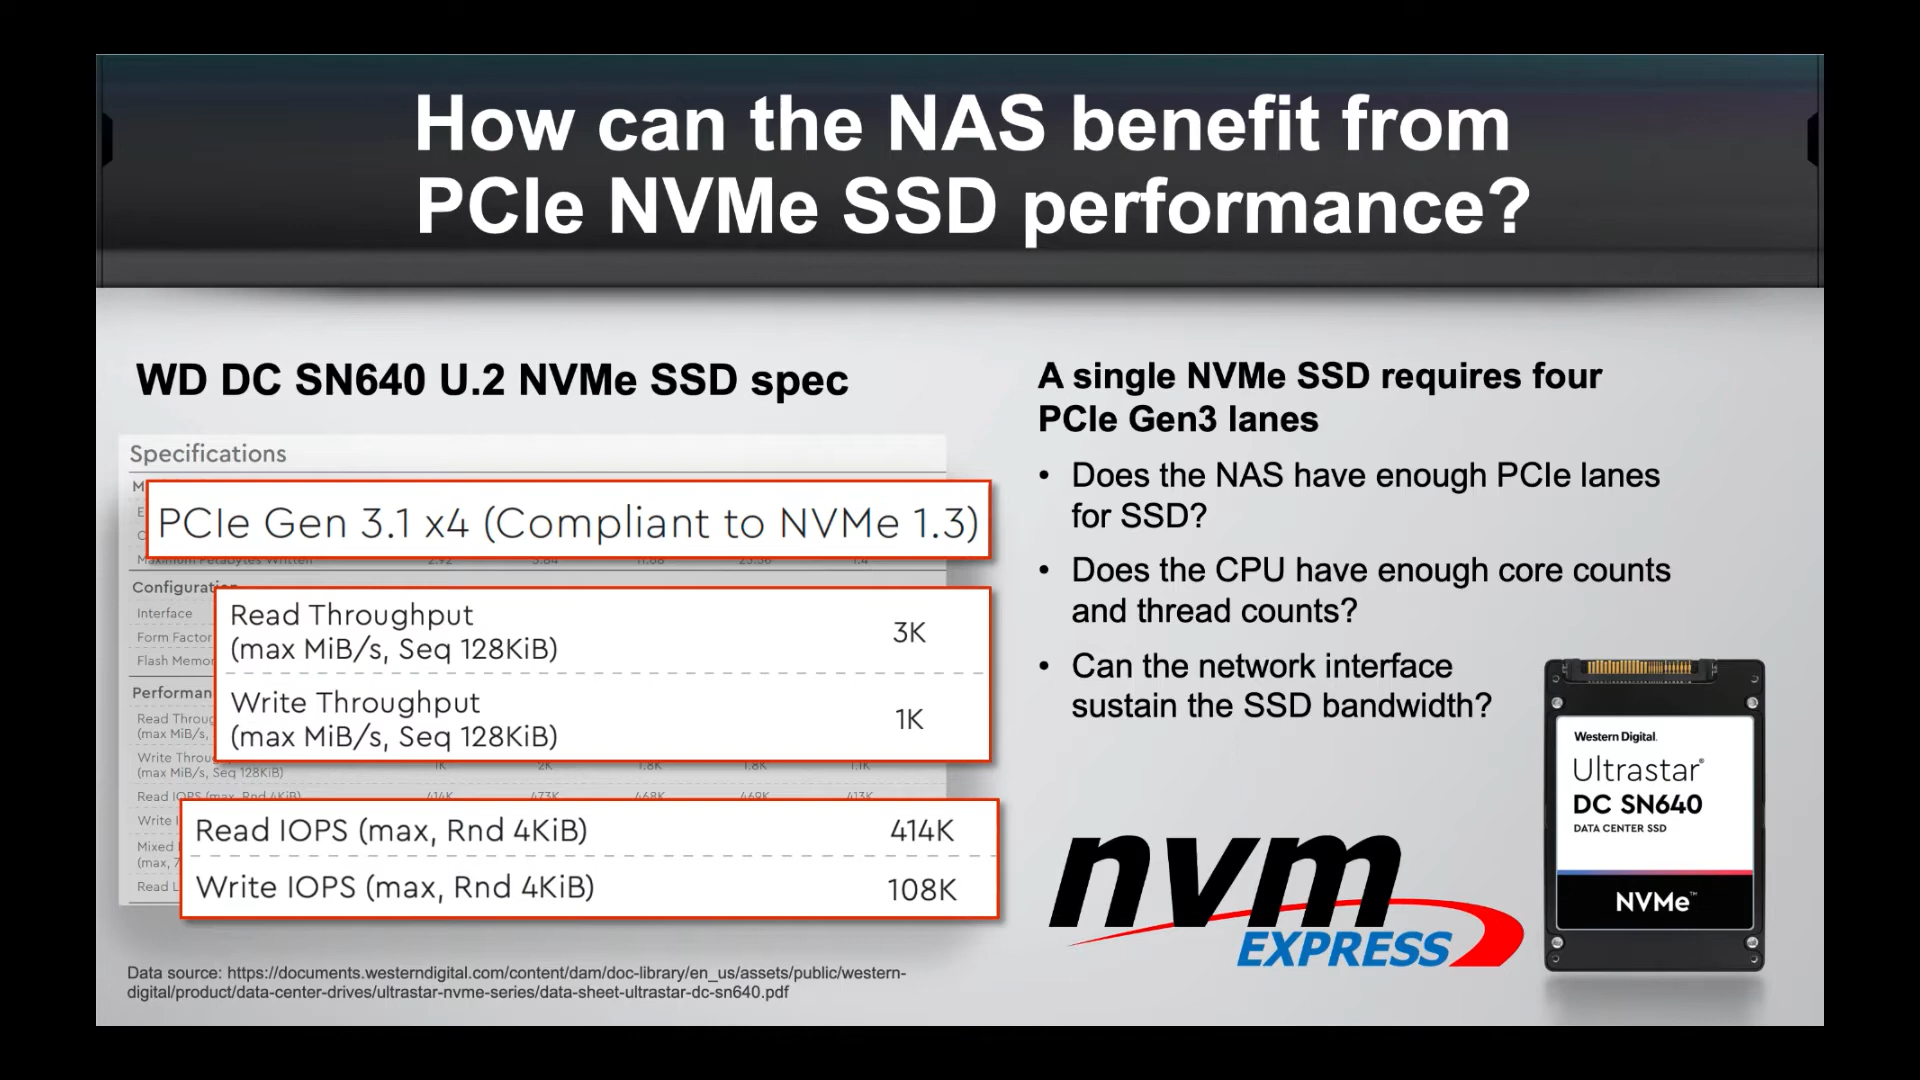 How can the NAS benefit from
PCIe NVMe SSD performance?
WD DC SN640 U.2 NVMe SSD spec
Specifications
PCIe Gen 3.1 x4 (Compliant to NVMe 1.3)
Configuration
Interface
Form Factor
Read Throughput
(max MiB/s, Seq 128KiB) 3K
Write Throughput
(max MiB/s, Seq 128KiB) 1K
(max MiB/s, Seq 128KiB)
Read IOPS (max, Rnd 4KiB) 414K
Write IOPS (max, Rnd 4KiB) 108K
Data source: https://documents.westerndigital.com/content/dam/doc-library/en_us/assets/public/western-
digital/product/data-center-drives/ultrastar-nvme-series/data-sheet-ultrastar-dc-sn640.pdf
A single NVMe SSD requires four
PCIe Gen3 lanes
• Does the NAS have enough PCIe lanes
for SSD?
• Does the CPU have enough core counts
and thread counts?
• Can the network interface
sustain the SSD bandwidth?
nvm
EXPRESS
Western Digital.
Ultrastar®
DC SN640
DATA CENTER SSD
NVMe™